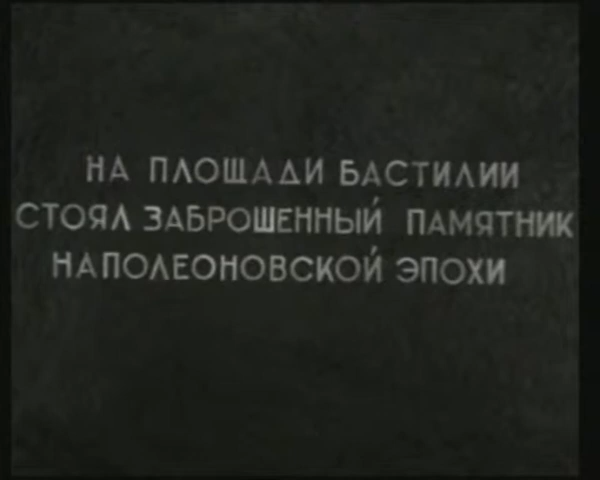 НА ПЛОЩАДИ БАСТИЛИИ
СТОЯЛ ЗАБРОШЕННЫЙ ПАМЯТНИК
НАПОЛЕОНОВСКОЙ ЭПОХИ